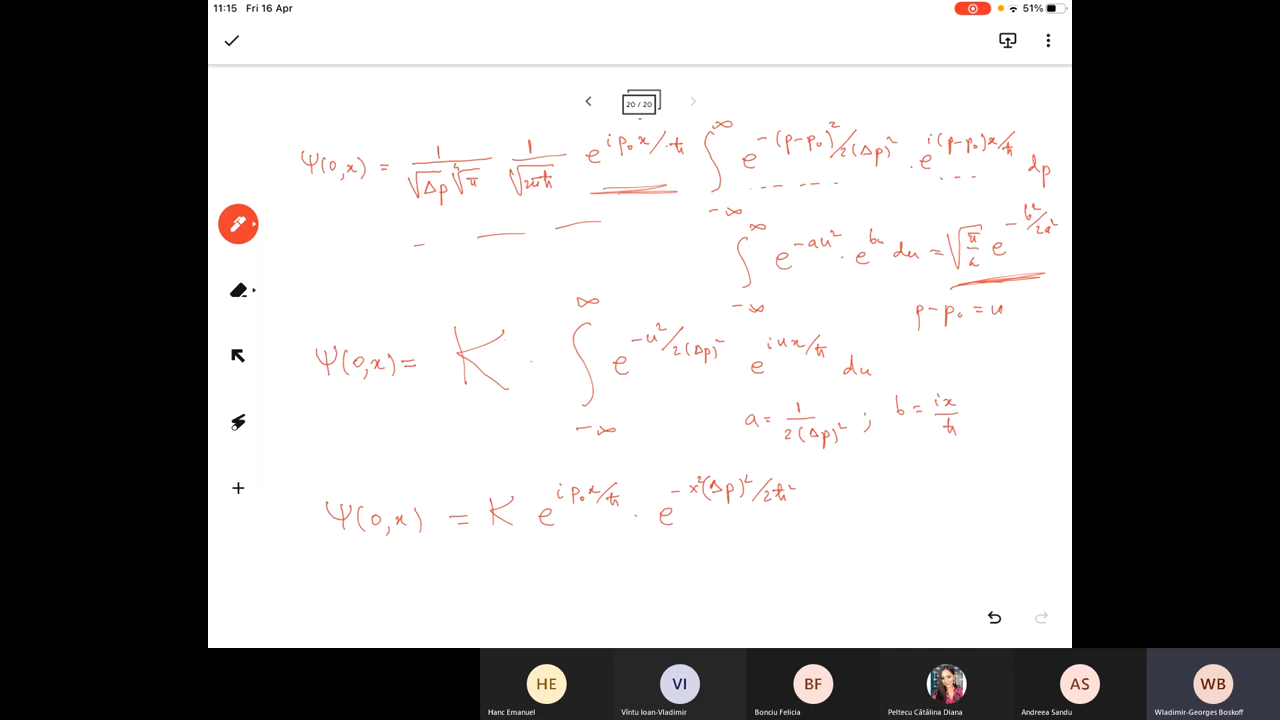 11:15 Fri 16 Apr
51%
20 / 20
Ψ(0,x) = 1/(√Δp ∜π) 1/√(2πħ) e^(i p₀ x/ħ) ∫_{-∞}^{∞} e^(-(p-p₀)²/2(Δp)²) · e^(i(p-p₀)x/ħ) dp
∫_{-∞}^{∞} e^(-au²) · e^(bu) du = √(π/a) e^(-b²/2a²)
p-p₀ = u
Ψ(0,x) = K · ∫_{-∞}^{∞} e^(-u²/2(Δp)²) e^(iux/ħ) du
a = 1/(2(Δp)²) ; b = ix/ħ
Ψ(0,x) = K e^(i p₀ x/ħ) · e^(-x²(Δp)²/2ħ²)
HE VI BF AS WB
Hanc Emanuel Vîntu Ioan-Vladimir Bonciu Felicia Peltecu Cătălina Diana Andreea Sandu Wladimir-Georges Boskoff